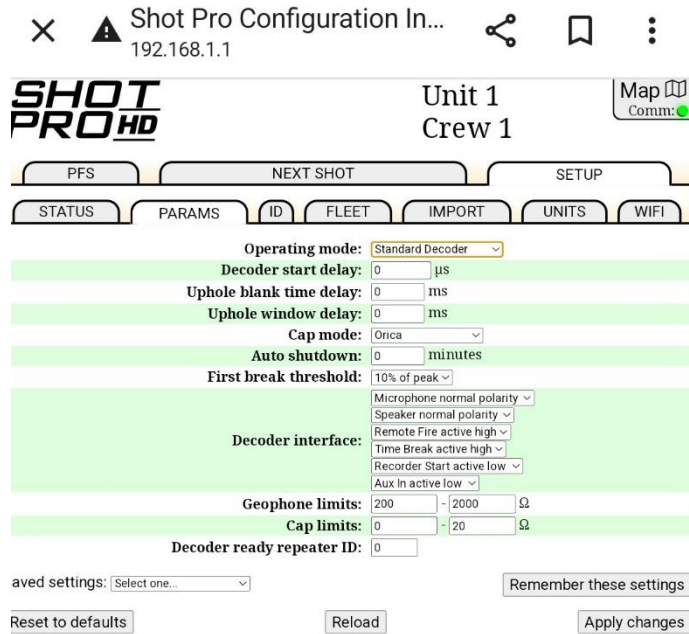 Shot Pro Configuration In...
192.168.1.1
SHOT
PRO HD
Unit 1
Crew 1
Map
Comm:
PFS NEXT SHOT SETUP
STATUS PARAMS ID FLEET IMPORT UNITS WIFI
Operating mode: Standard Decoder
Decoder start delay: 0 μs
Uphole blank time delay: 0 ms
Uphole window delay: 0 ms
Cap mode: Orica
Auto shutdown: 0 minutes
First break threshold: 10% of peak
Decoder interface:
Microphone normal polarity
Speaker normal polarity
Remote Fire active high
Time Break active high
Recorder Start active low
Aux In active low
Geophone limits: 200 - 2000 Ω
Cap limits: 0 - 20 Ω
Decoder ready repeater ID: 0
aved settings: Select one... Remember these settings
Reset to defaults Reload Apply changes